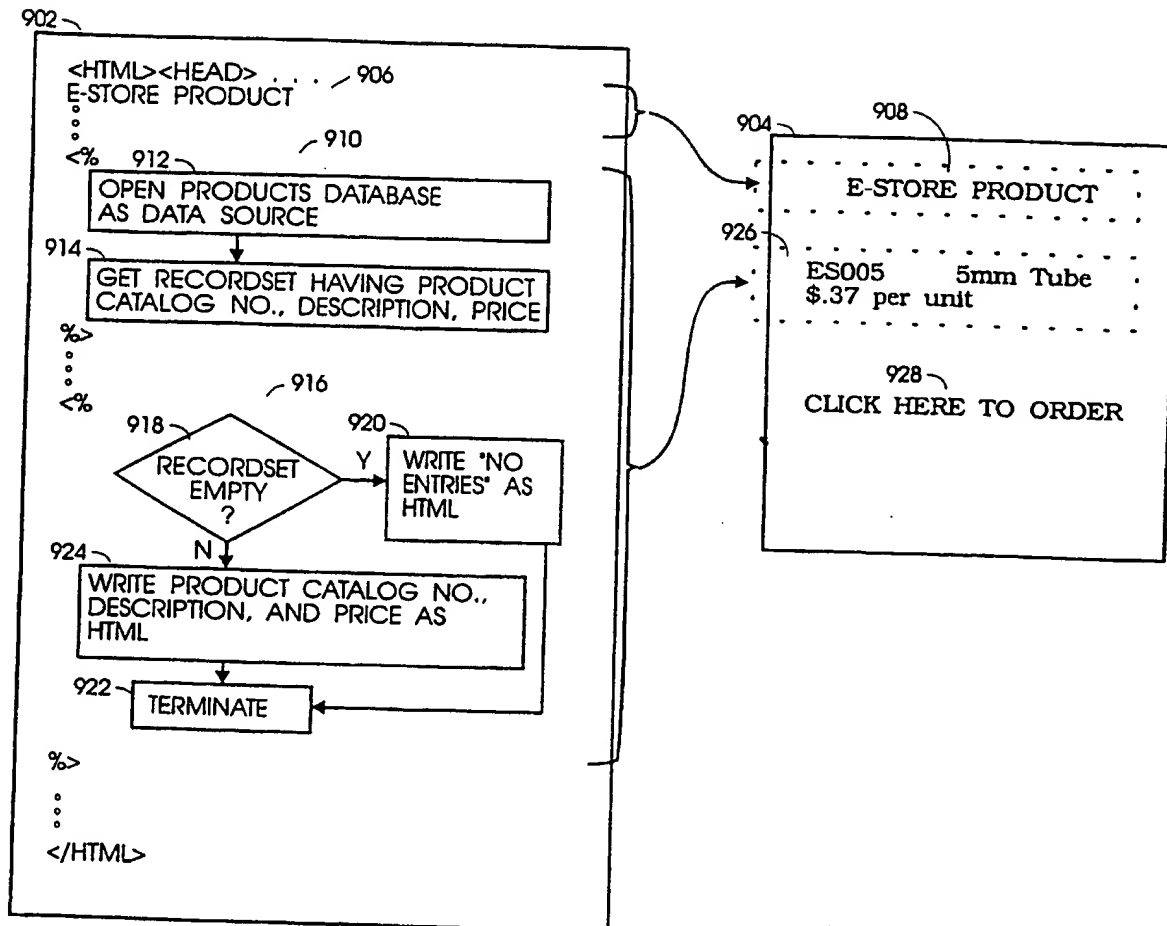 902
<HTML><HEAD> . . . 906
E-STORE PRODUCT
<%
910
912
OPEN PRODUCTS DATABASE
AS DATA SOURCE
914
GET RECORDSET HAVING PRODUCT
CATALOG NO., DESCRIPTION, PRICE
%>
<%
916
918
RECORDSET
EMPTY
?
Y
N
920
WRITE "NO
ENTRIES" AS
HTML
924
WRITE PRODUCT CATALOG NO.,
DESCRIPTION, AND PRICE AS
HTML
922
TERMINATE
%>
</HTML>
904
908
E-STORE PRODUCT
926
ES005 5mm Tube
$.37 per unit
928
CLICK HERE TO ORDER